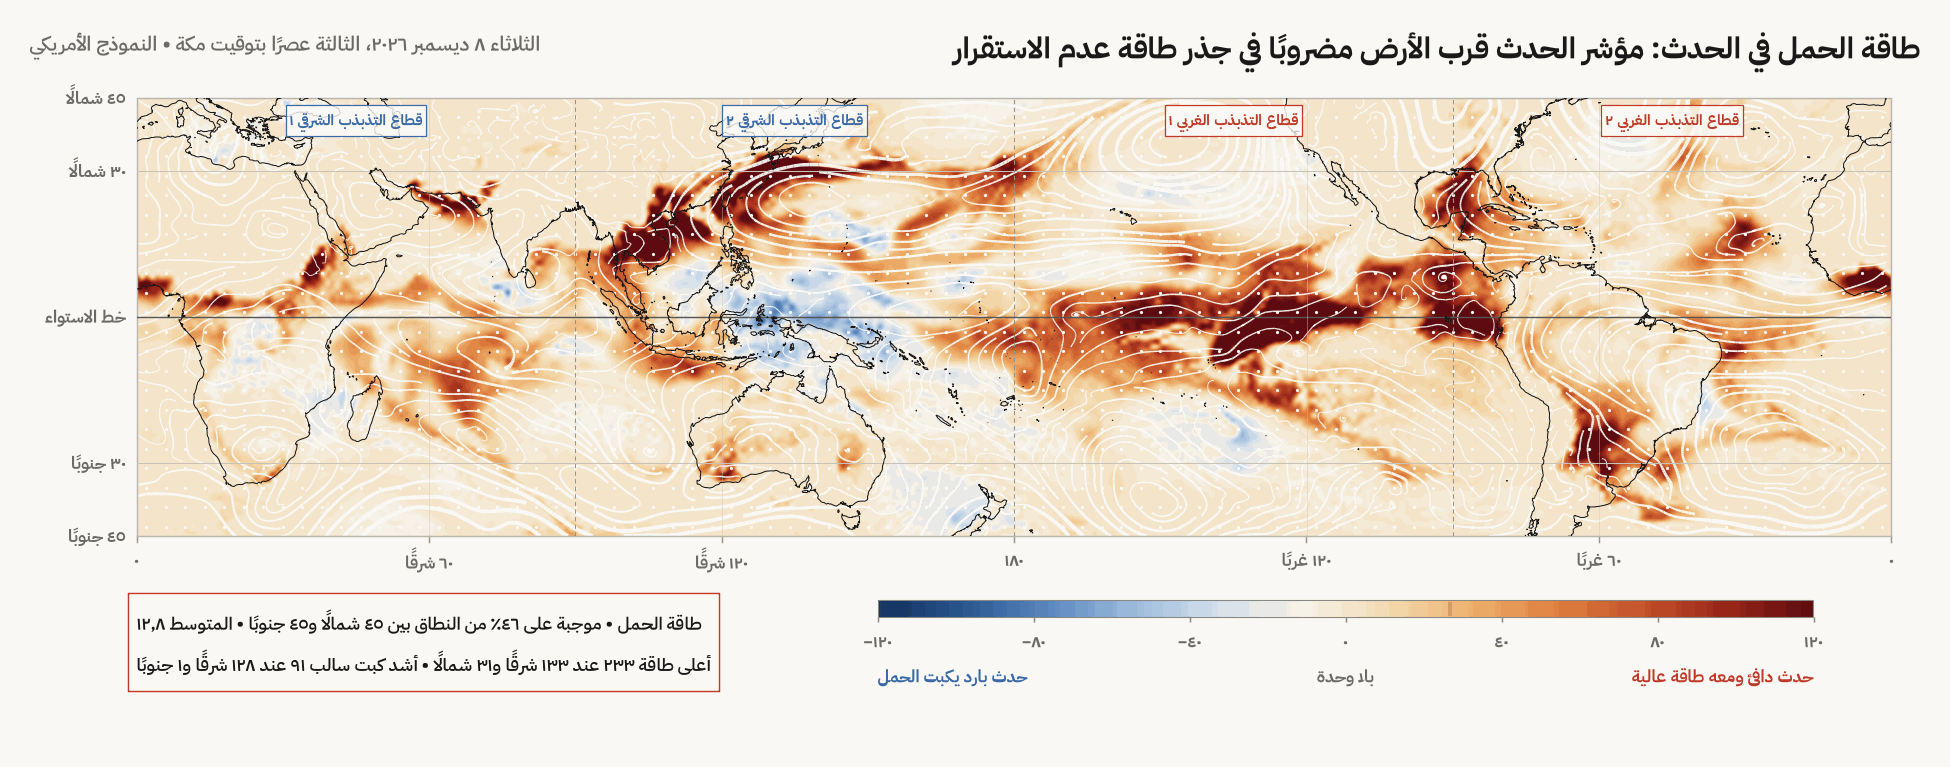 طاقة الحمل في الحدث: مؤشر الحدث قرب الأرض مضروبًا في جذر طاقة عدم الاستقرار
الثلاثاء ٨ ديسمبر ٢٠٢٦، الثالثة عصرًا بتوقيت مكة • النموذج الأمريكي
٤٥ شمالًا
٣٠ شمالًا
خط الاستواء
٣٠ جنوبًا
٤٥ جنوبًا
قطاع التذبذب الشرقي ١
قطاع التذبذب الشرقي ٢
قطاع التذبذب الغربي ١
قطاع التذبذب الغربي ٢
٠
٦٠ شرقًا
١٢٠ شرقًا
١٨٠
١٢٠ غربًا
٦٠ غربًا
٠
طاقة الحمل • موجبة على ٤٦٪ من النطاق بين ٤٥ شمالًا و٤٥ جنوبًا • المتوسط ١٢٫٨
أعلى طاقة ٢٣٣ عند ١٣٣ شرقًا و٣١ شمالًا • أشد كبت سالب ٩١ عند ١٢٨ شرقًا و١ جنوبًا
−١٢٠
−٨٠
−٤٠
٠
٤٠
٨٠
١٢٠
حدث بارد يكبت الحمل
بلا وحدة
حدث دافئ ومعه طاقة عالية